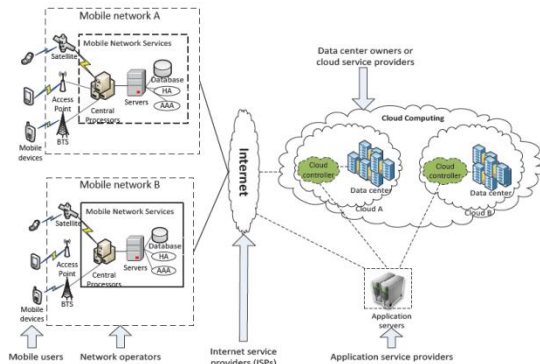 Mobile network A
Mobile Network Services
Satellite
Database
HA
AAA
Servers
Central
Processors
Access
Point
BTS
Mobile
devices
Mobile network B
Mobile Network Services
Satellite
Database
HA
AAA
Servers
Central
Processors
Access
Point
BTS
Mobile
devices
Mobile users
Network operators
Internet
Internet service
providers (ISPs)
Data center owners or
cloud service providers
Cloud Computing
Cloud
controller
Data center
Cloud A
Cloud
controller
Data center
Cloud B
Application
servers
Application service providers